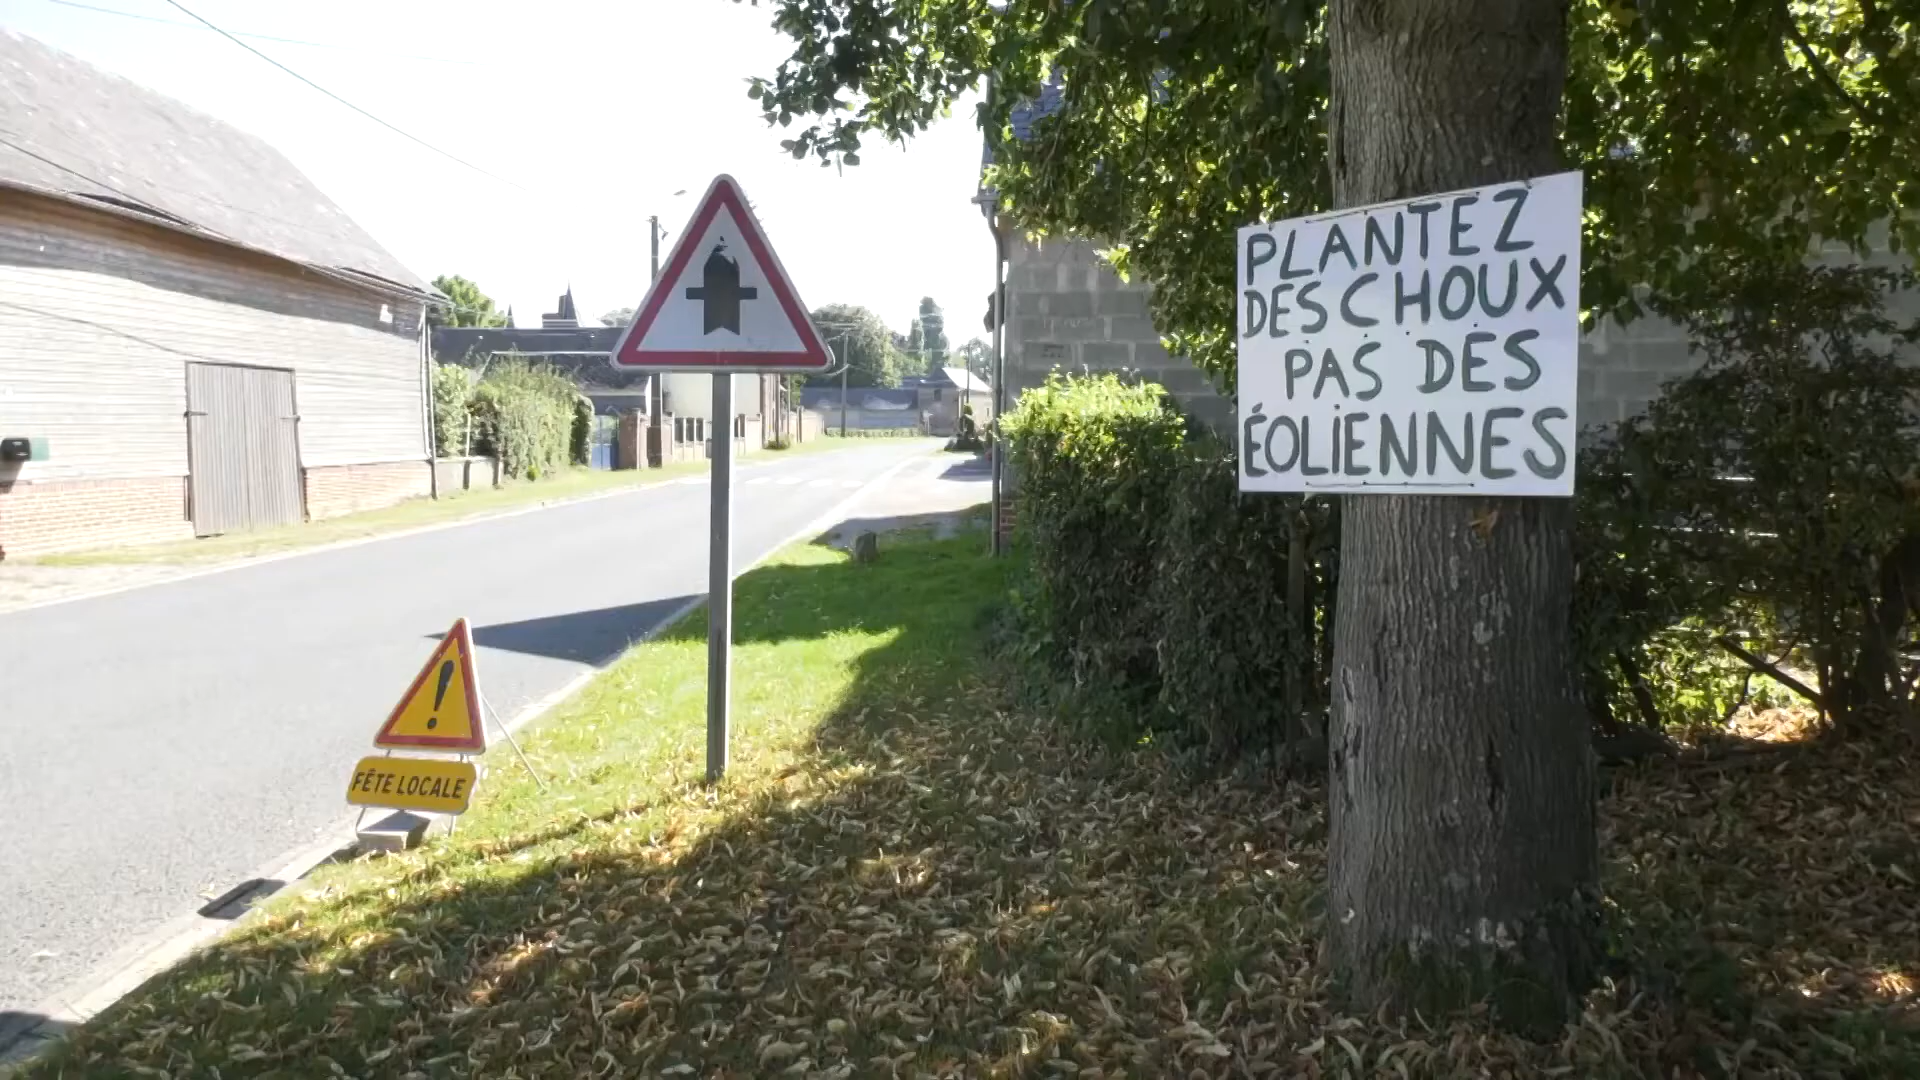 PLANTEZ
DES CHOUX
PAS DES
ÉOLIENNES
FÊTE LOCALE